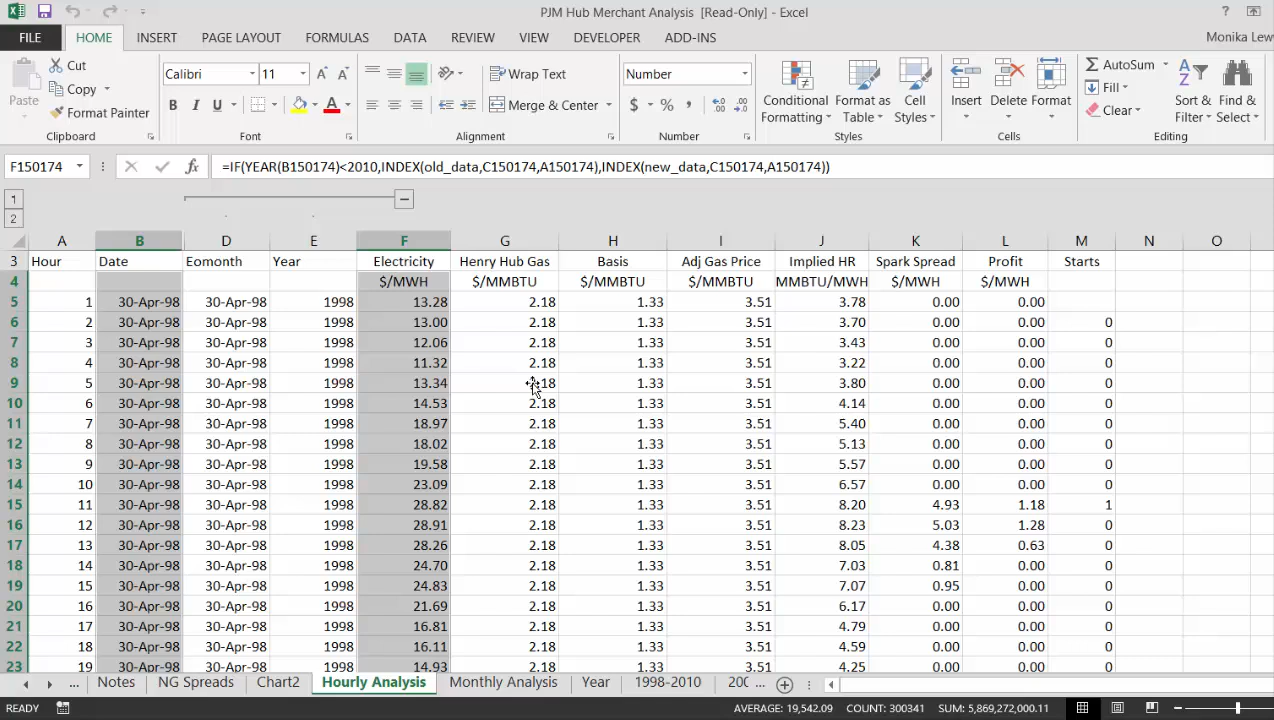 PJM Hub Merchant Analysis [Read-Only] - Excel
FILE HOME INSERT PAGE LAYOUT FORMULAS DATA REVIEW VIEW DEVELOPER ADD-INS Monika Lew
Paste Cut Copy Format Painter Clipboard
Calibri 11 B I U A Font
Wrap Text Merge & Center Alignment
Number $ % , Number
Conditional Formatting Format as Table Cell Styles Styles
Insert Delete Format Cells
AutoSum Fill Clear Sort & Filter Find & Select Editing
F150174 fx =IF(YEAR(B150174)<2010,INDEX(old_data,C150174,A150174),INDEX(new_data,C150174,A150174))
1
2
A B D E F G H I J K L M N O
3 Hour Date Eomonth Year Electricity Henry Hub Gas Basis Adj Gas Price Implied HR Spark Spread Profit Starts
4 $/MWH $/MMBTU $/MMBTU $/MMBTU MMBTU/MWH $/MWH $/MWH
5 1 30-Apr-98 30-Apr-98 1998 13.28 2.18 1.33 3.51 3.78 0.00 0.00
6 2 30-Apr-98 30-Apr-98 1998 13.00 2.18 1.33 3.51 3.70 0.00 0.00 0
7 3 30-Apr-98 30-Apr-98 1998 12.06 2.18 1.33 3.51 3.43 0.00 0.00 0
8 4 30-Apr-98 30-Apr-98 1998 11.32 2.18 1.33 3.51 3.22 0.00 0.00 0
9 5 30-Apr-98 30-Apr-98 1998 13.34 2.18 1.33 3.51 3.80 0.00 0.00 0
10 6 30-Apr-98 30-Apr-98 1998 14.53 2.18 1.33 3.51 4.14 0.00 0.00 0
11 7 30-Apr-98 30-Apr-98 1998 18.97 2.18 1.33 3.51 5.40 0.00 0.00 0
12 8 30-Apr-98 30-Apr-98 1998 18.02 2.18 1.33 3.51 5.13 0.00 0.00 0
13 9 30-Apr-98 30-Apr-98 1998 19.58 2.18 1.33 3.51 5.57 0.00 0.00 0
14 10 30-Apr-98 30-Apr-98 1998 23.09 2.18 1.33 3.51 6.57 0.00 0.00 0
15 11 30-Apr-98 30-Apr-98 1998 28.82 2.18 1.33 3.51 8.20 4.93 1.18 1
16 12 30-Apr-98 30-Apr-98 1998 28.91 2.18 1.33 3.51 8.23 5.03 1.28 0
17 13 30-Apr-98 30-Apr-98 1998 28.26 2.18 1.33 3.51 8.05 4.38 0.63 0
18 14 30-Apr-98 30-Apr-98 1998 24.70 2.18 1.33 3.51 7.03 0.81 0.00 0
19 15 30-Apr-98 30-Apr-98 1998 24.83 2.18 1.33 3.51 7.07 0.95 0.00 0
20 16 30-Apr-98 30-Apr-98 1998 21.69 2.18 1.33 3.51 6.17 0.00 0.00 0
21 17 30-Apr-98 30-Apr-98 1998 16.81 2.18 1.33 3.51 4.79 0.00 0.00 0
22 18 30-Apr-98 30-Apr-98 1998 16.11 2.18 1.33 3.51 4.59 0.00 0.00 0
23 19 30-Apr-98 30-Apr-98 1998 14.93 2.18 1.33 3.51 4.25 0.00 0.00 0
... Notes NG Spreads Chart2 Hourly Analysis Monthly Analysis Year 1998-2010 200 ...
READY AVERAGE: 19,542.09 COUNT: 300341 SUM: 5,869,272,000.11